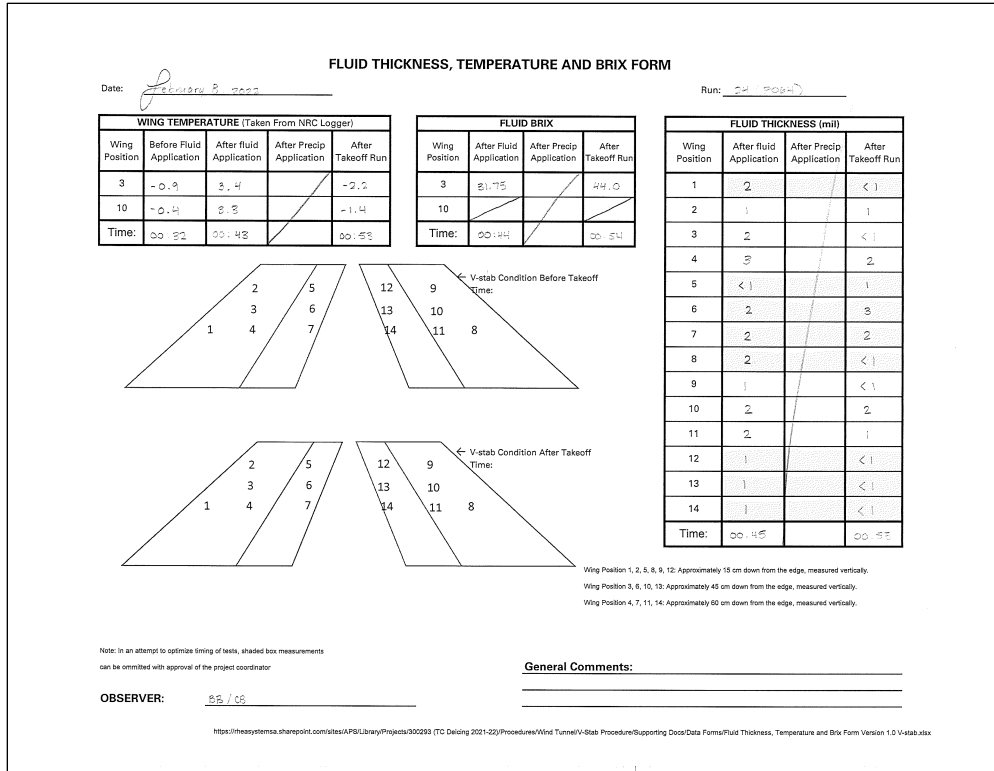 FLUID THICKNESS, TEMPERATURE AND BRIX FORM
Date: February 8 2022
Run: 24 (P064)
WING TEMPERATURE (Taken From NRC Logger)
Wing Position Before Fluid Application After fluid Application After Precip Application After Takeoff Run
3 -0.9 3.4 -2.2
10 -0.4 -1.4
Time: 00:32 00:43 00:53
FLUID BRIX
Wing Position After Fluid Application After Precip Application After Takeoff Run
3 31.75 44.0
10
Time: 00:44 00:54
FLUID THICKNESS (mil)
Wing Position After fluid Application After Precip Application After Takeoff Run
1 2 <1
2 1 1
3 2 <1
4 3 2
5 <1 1
6 2 3
7 2 2
8 2 <1
9 1 <1
10 2 2
11 2 1
12 1 <1
13 1 <1
14 1 <1
Time: 00:45
← V-stab Condition Before Takeoff
Time:
2 5 12 9
3 6 13 10
1 4 7 14 11 8
← V-stab Condition After Takeoff
Time:
2 5 12 9
3 6 13 10
1 4 7 14 11 8
Wing Position 1, 2, 5, 8, 9, 12: Approximately 15 cm down from the edge, measured vertically.
Wing Position 3, 6, 10, 13: Approximately 45 cm down from the edge, measured vertically.
Wing Position 4, 7, 11, 14: Approximately 60 cm down from the edge, measured vertically.
Note: In an attempt to optimize timing of tests, shaded box measurements
can be ommitted with approval of the project coordinator
General Comments:
OBSERVER: BB / CB
https://rheasystemsa.sharepoint.com/sites/APS/Library/Projects/300293 (TC Deicing 2021-22)/Procedures/Wind Tunnel/V-Stab Procedure/Supporting Docs/Data Forms/Fluid Thickness, Temperature and Brix Form Version 1.0 V-stab.xlsx